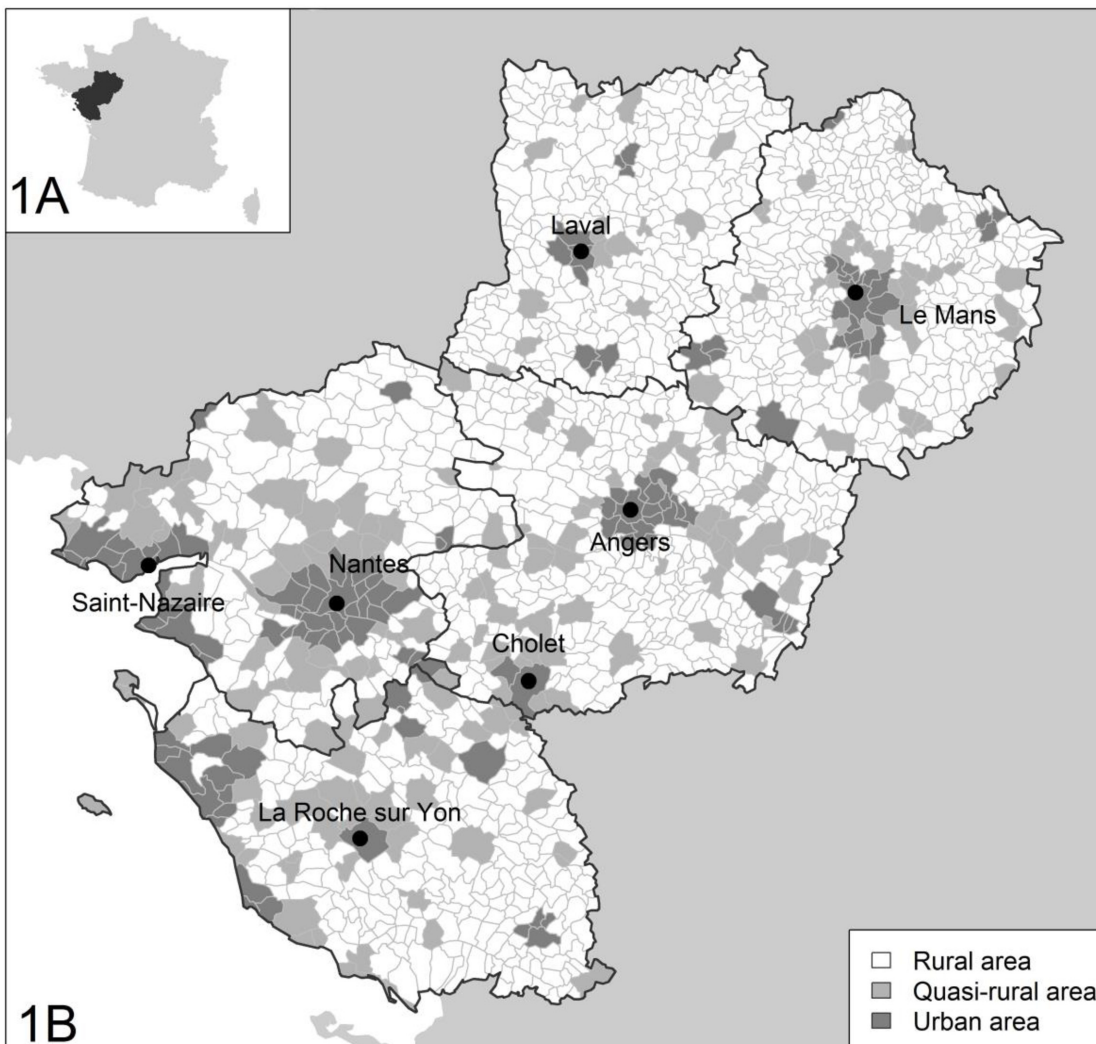 1A
Laval
Le Mans
Angers
Nantes
Saint-Nazaire
Cholet
La Roche sur Yon
Rural area
Quasi-rural area
Urban area
1B